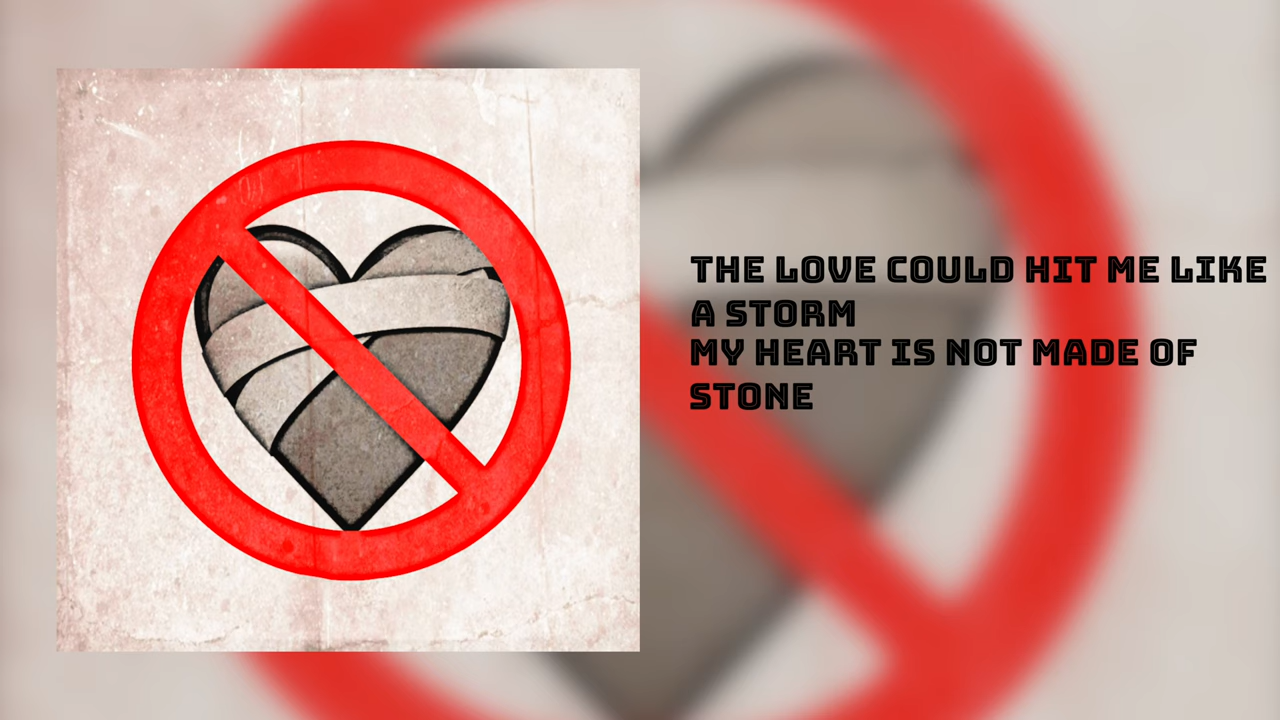 THE LOVE COULD HIT ME LIKE
A STORM
MY HEART IS NOT MADE OF
STONE